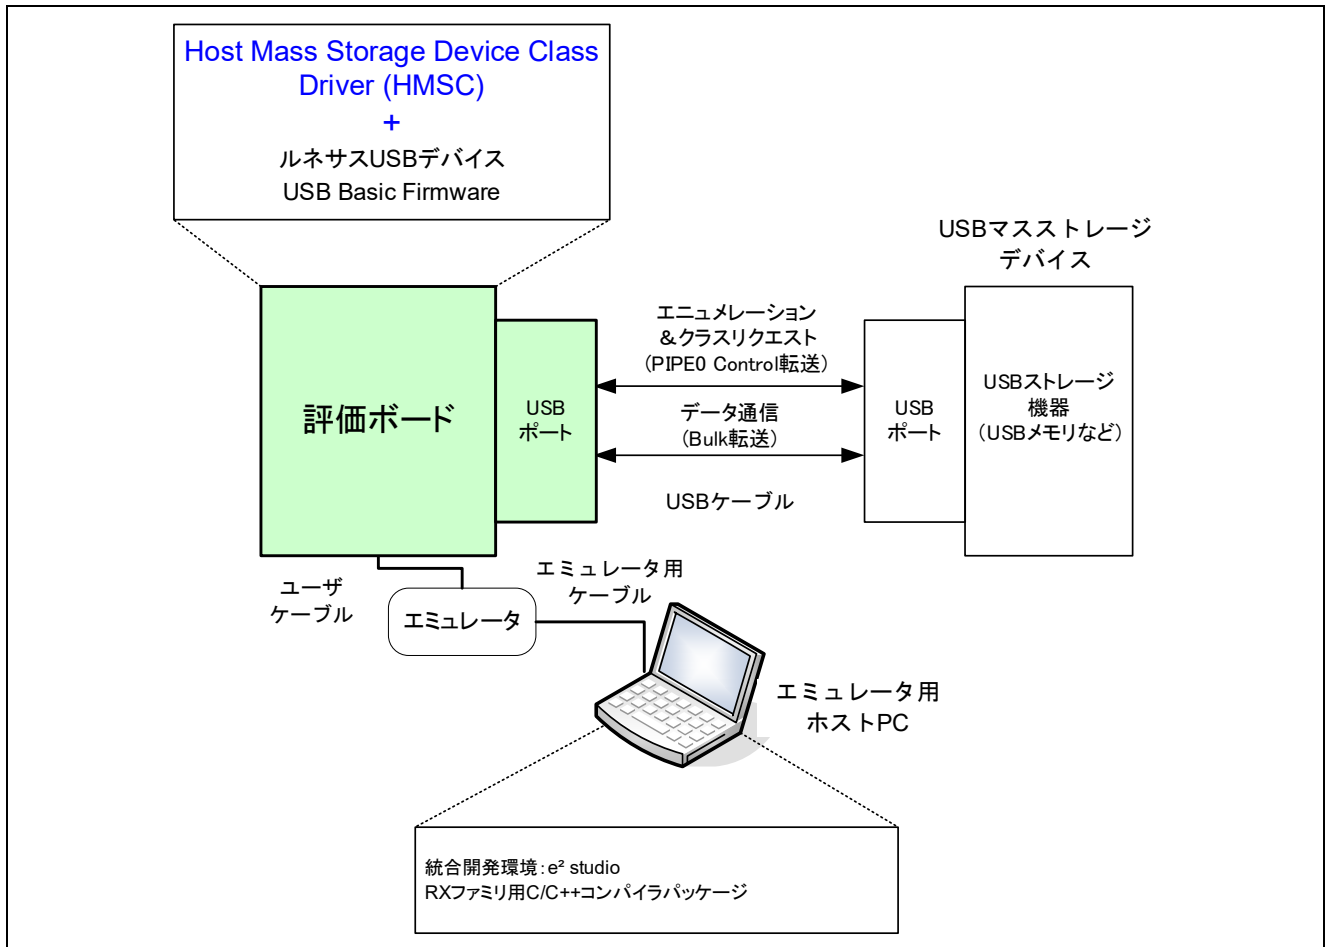 Host Mass Storage Device Class
Driver (HMSC)
+
ルネサスUSBデバイス
USB Basic Firmware
USBマスストレージ
デバイス
エニュメレーション
＆クラスリクエスト
(PIPE0 Control転送)
評価ボード
USB
ポート
データ通信
(Bulk転送)
USB
ポート
USBストレージ
機器
(USBメモリなど)
USBケーブル
ユーザ
ケーブル
エミュレータ用
ケーブル
エミュレータ
エミュレータ用
ホストPC
統合開発環境：e² studio
RXファミリ用C/C++コンパイラパッケージ